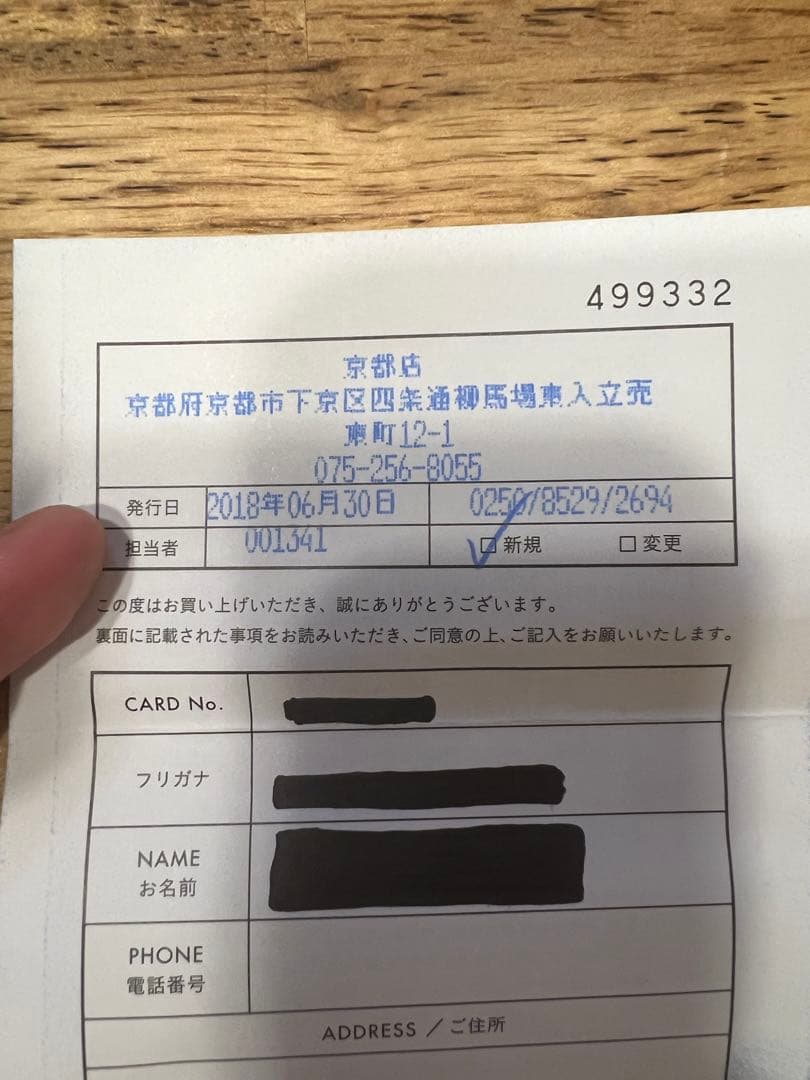 499332
京都店
京都府京都市下京区四条通柳馬場東入立売
東町12-1
075-256-8055
発行日 2018年06月30日 0250/8529/2694
担当者 001341 ☑新規 □変更
この度はお買い上げいただき、誠にありがとうございます。
裏面に記載された事項をお読みいただき、ご同意の上、ご記入をお願いいたします。
CARD No.
フリガナ
NAME
お名前
PHONE
電話番号
ADDRESS / ご住所